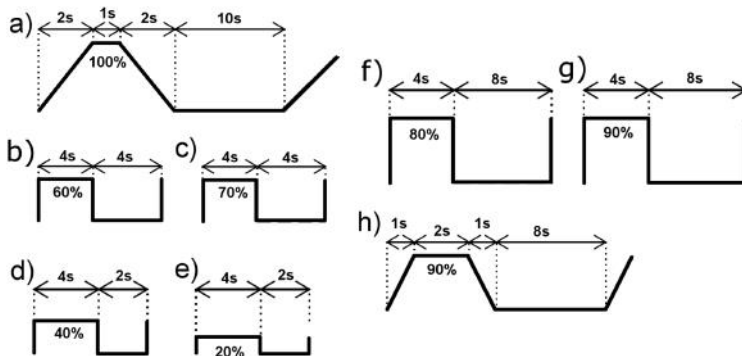 a) 2s 1s 2s 10s
100%
f) 4s 8s
80%
g) 4s 8s
90%
b) 4s 4s
60%
c) 4s 4s
70%
h) 1s 2s 1s 8s
90%
d) 4s 2s
40%
e) 4s 2s
20%